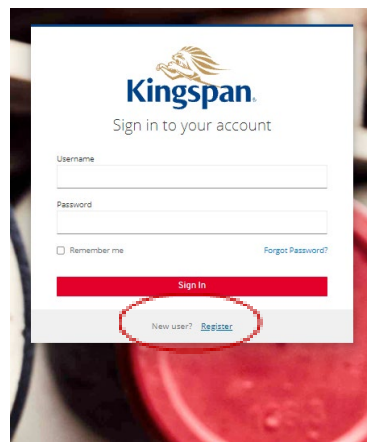 Kingspan.
Sign in to your account
Username
Password
Remember me Forgot Password?
Sign In
New user? Register